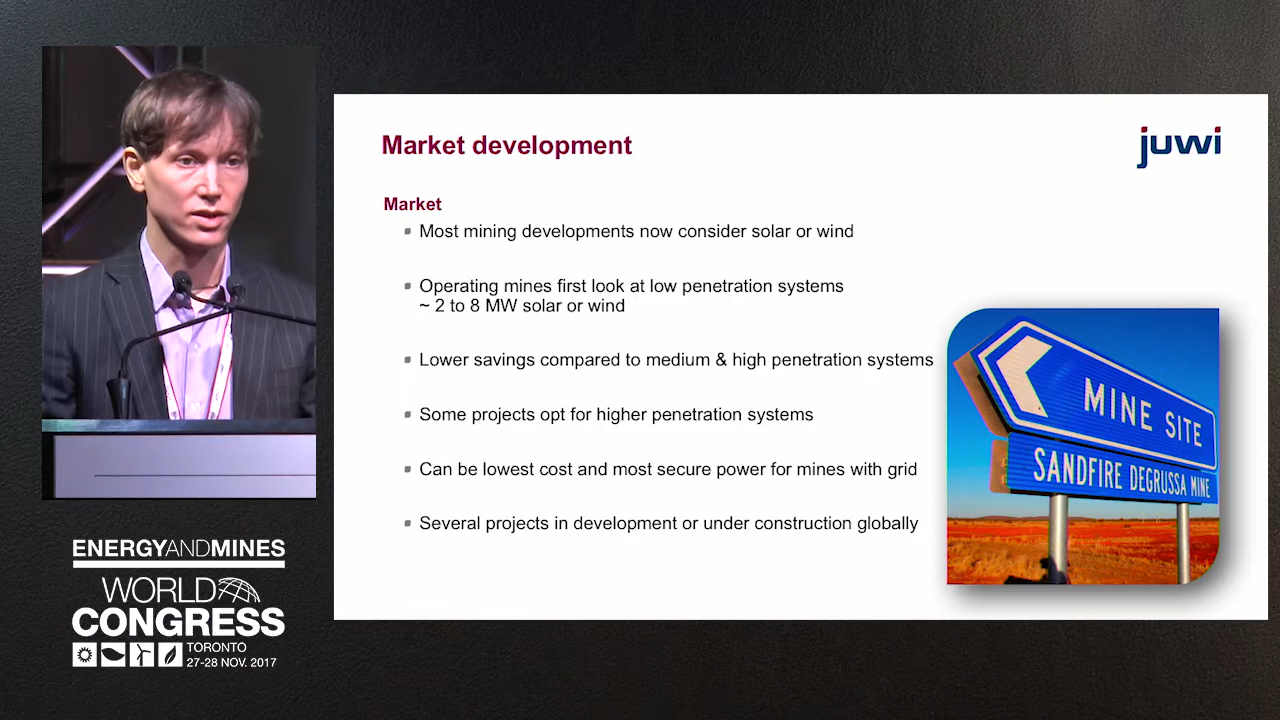 Market development
juwi
Market
Most mining developments now consider solar or wind
Operating mines first look at low penetration systems
~ 2 to 8 MW solar or wind
Lower savings compared to medium & high penetration systems
Some projects opt for higher penetration systems
Can be lowest cost and most secure power for mines with grid
Several projects in development or under construction globally
MINE SITE
SANDFIRE DEGRUSSA MINE
ENERGYANDMINES
WORLD
CONGRESS
TORONTO
27-28 NOV. 2017